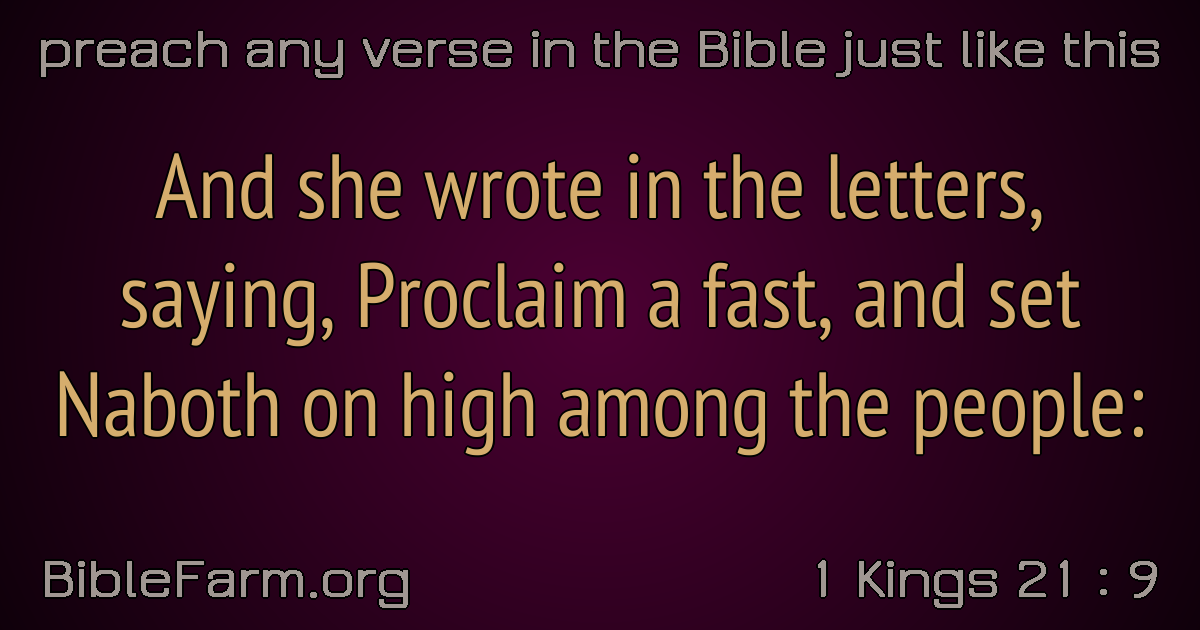 preach any verse in the Bible just like this
And she wrote in the letters,
saying, Proclaim a fast, and set
Naboth on high among the people:
BibleFarm.org
1 Kings 21 : 9